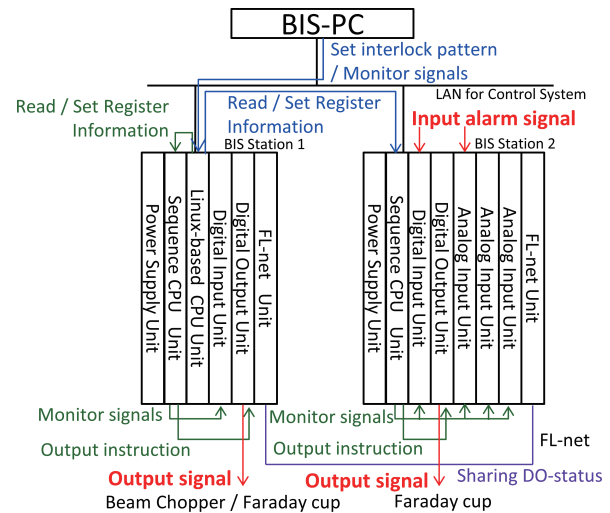 BIS-PC
Set interlock pattern
/ Monitor signals
LAN for Control System
Read / Set Register
Information
Read / Set Register
Information
Input alarm signal
BIS Station 1
BIS Station 2
Power Supply Unit
Sequence CPU Unit
Linux-based CPU Unit
Digital Input Unit
Digital Output Unit
FL-net Unit
Power Supply Unit
Sequence CPU Unit
Digital Input Unit
Digital Output Unit
Analog Input Unit
Analog Input Unit
Analog Input Unit
FL-net Unit
Monitor signals
Output instruction
Monitor signals
Output instruction
FL-net
Sharing DO-status
Output signal
Beam Chopper / Faraday cup
Output signal
Faraday cup